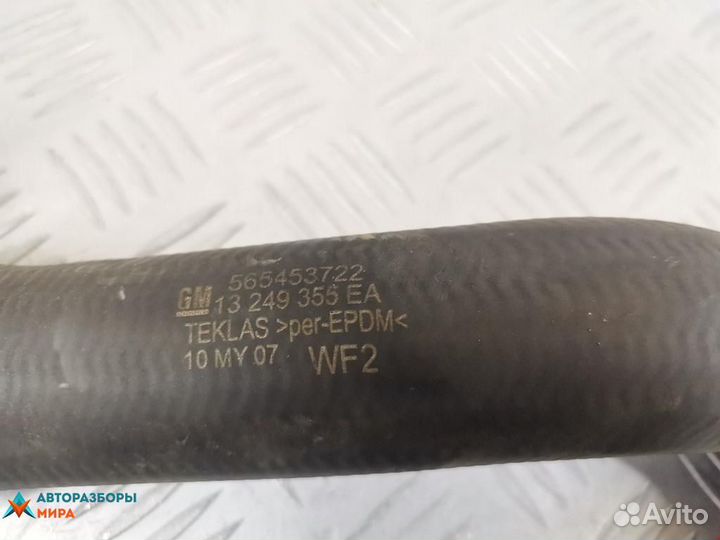 565453722
GM 13 249 355 EA
TEKLAS >per-EPDM<
10 MY 07 WF2
АВТОРАЗБОРЫ
МИРА
Avito